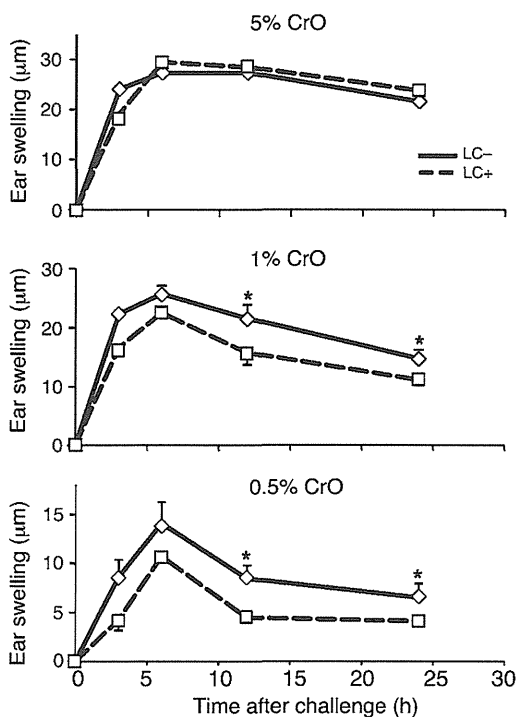 5% CrO
Ear swelling (µm)
30
20
10
0
LC−
LC+
1% CrO
Ear swelling (µm)
30
20
10
0
*
*
0.5% CrO
Ear swelling (µm)
15
10
5
0
*
*
0 5 10 15 20 25 30
Time after challenge (h)